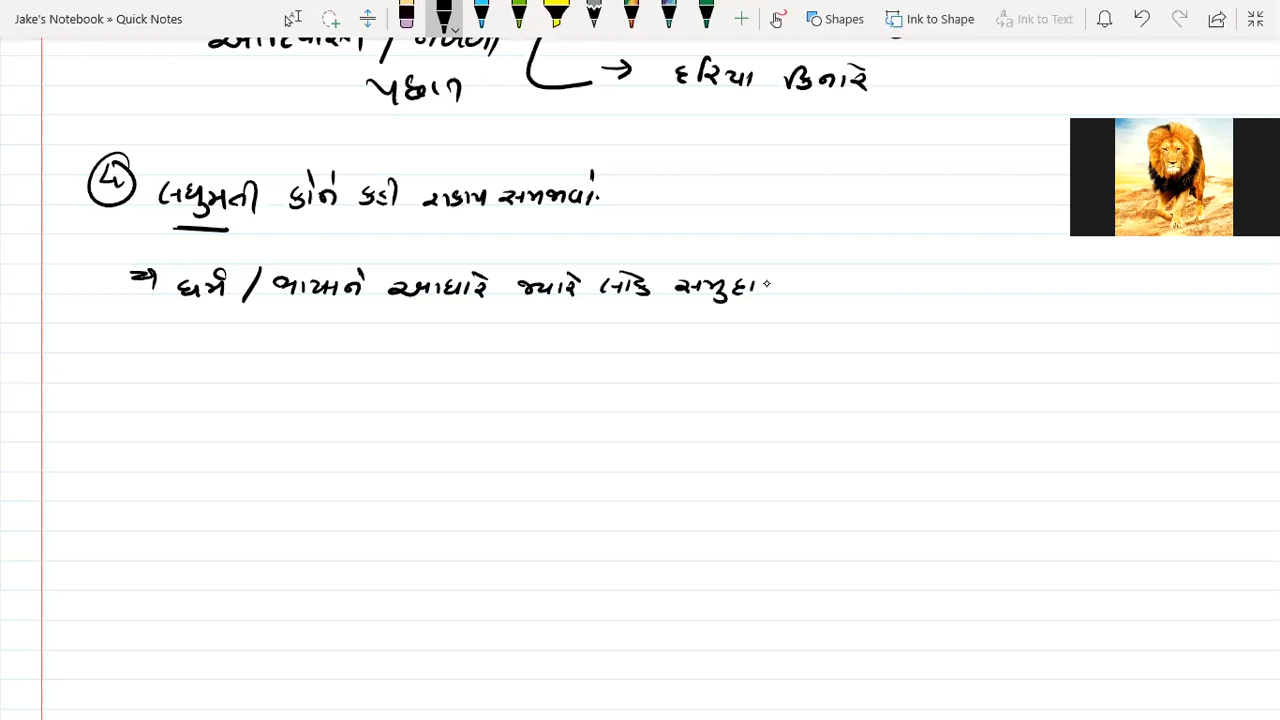 Jake's Notebook » Quick Notes
Shapes
Ink to Shape
Ink to Text
→ દરિયા કિનારે
પછાત
④ લઘુમતી કોને કહી શકાય સમજાવો.
⇒ ધર્મ / ભાષાને આધારે જ્યારે લોક સમુદા